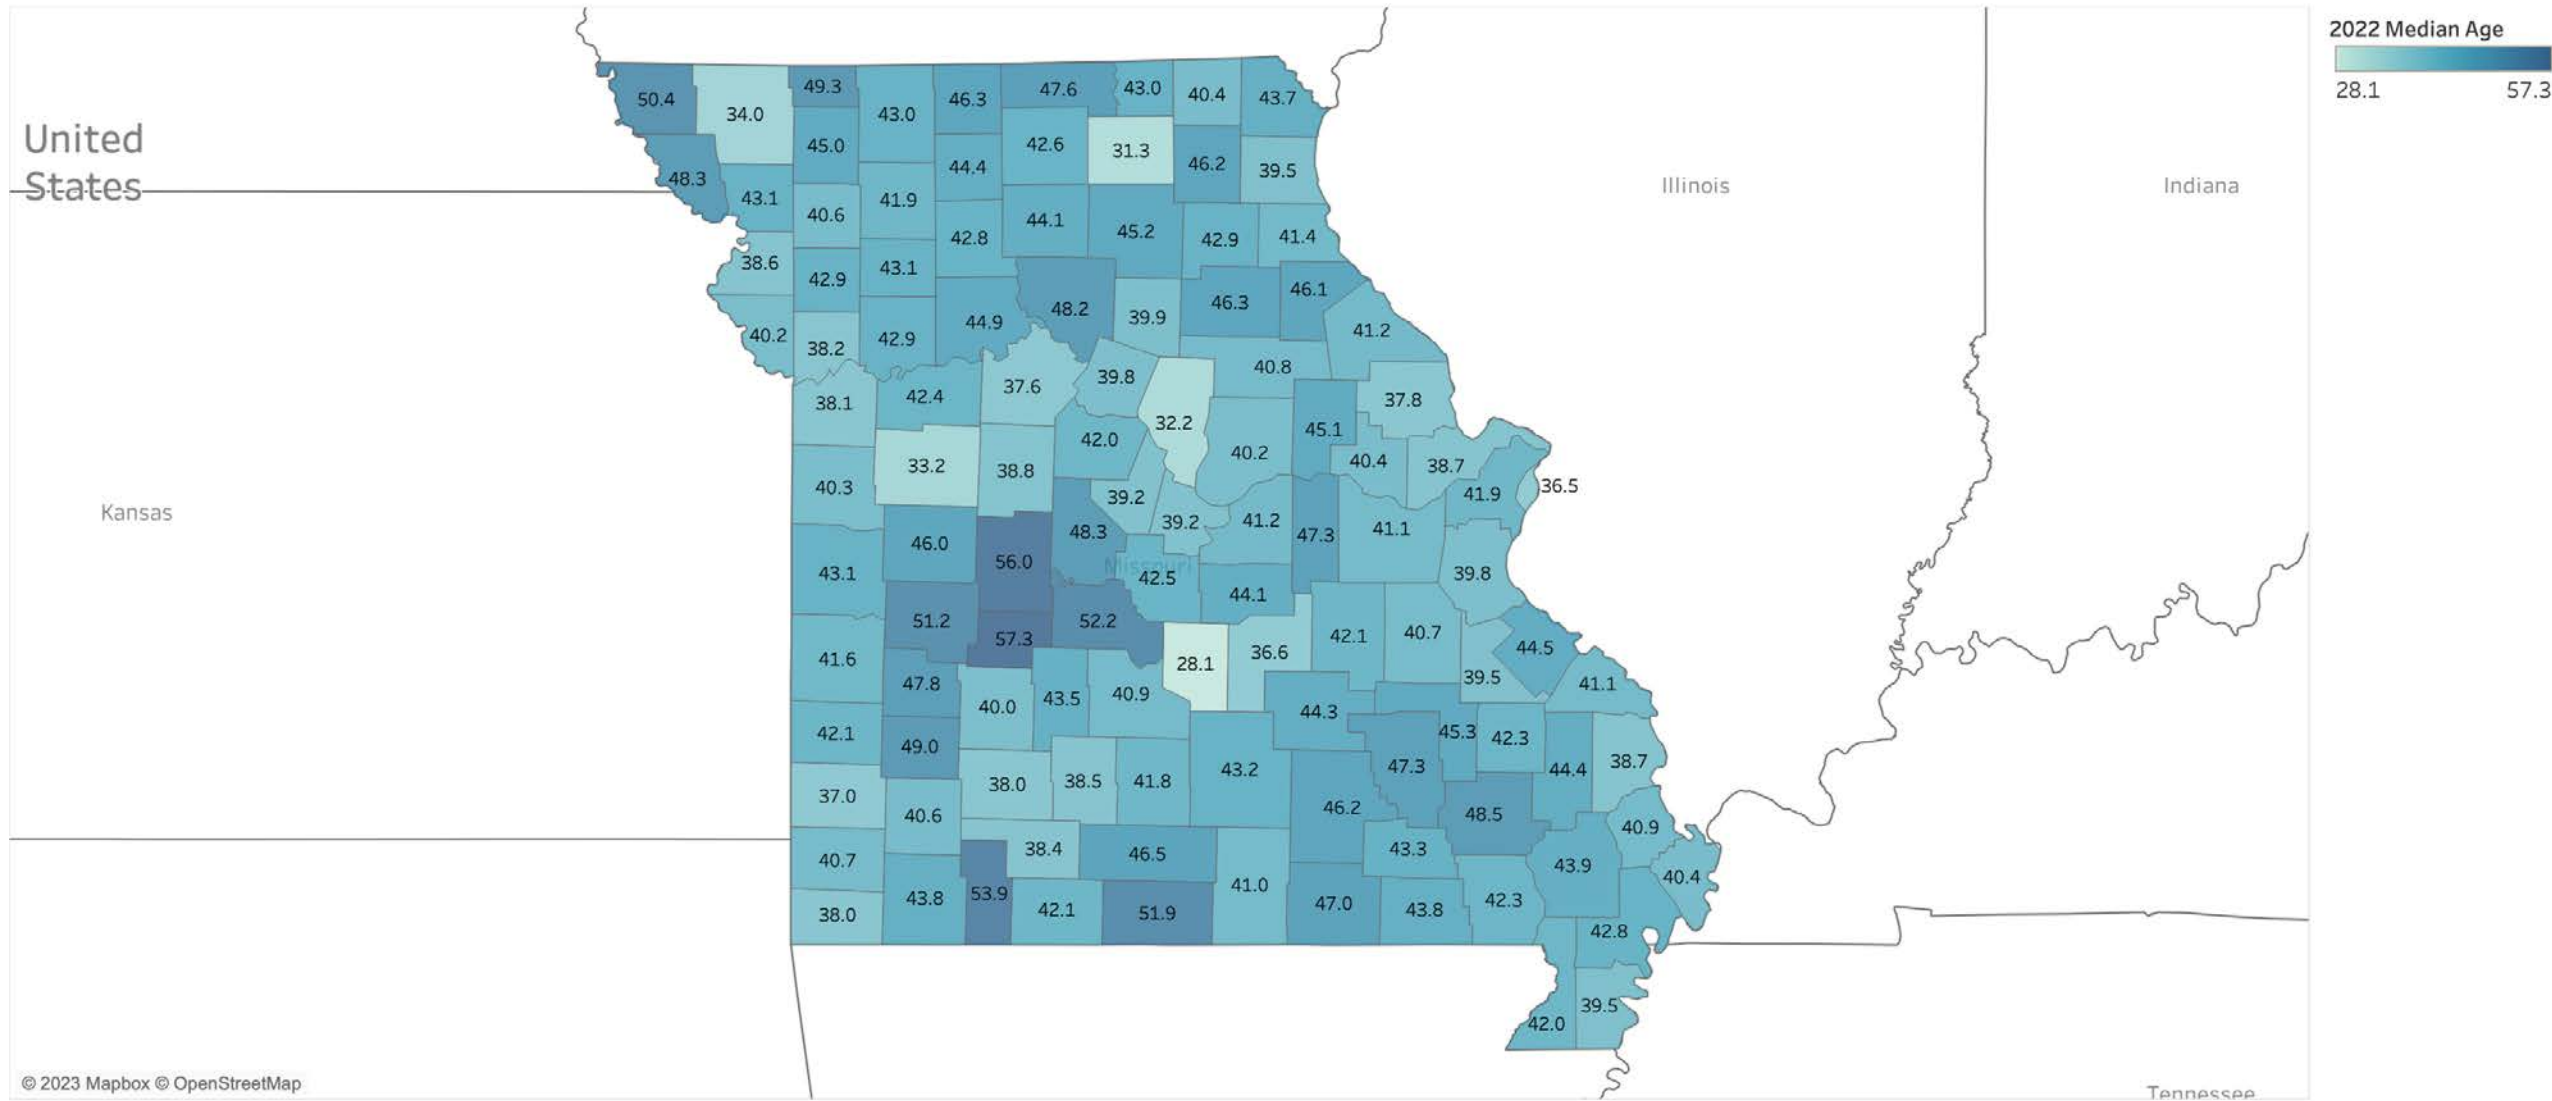 2022 Median Age
28.1 57.3
United
States
Illinois
Indiana
Kansas
Missouri
50.4 34.0 49.3 43.0 46.3 47.6 43.0 40.4 43.7
45.0 44.4 42.6 31.3 46.2 39.5
48.3 43.1 40.6 41.9 42.8 44.1 45.2 42.9 41.4
38.6 42.9 43.1 44.9 48.2 39.9 46.3 46.1 41.2
40.2 38.2 42.9
38.1 42.4 37.6 39.8 32.2 40.8 37.8
40.3 33.2 38.8 42.0 40.2 45.1 40.4 38.7 41.9 36.5
39.2 39.2 41.2 47.3 41.1
43.1 46.0 56.0 48.3 42.5 44.1 39.8
41.6 51.2 57.3 52.2 28.1 36.6 42.1 40.7 39.5 44.5
47.8 40.0 43.5 40.9 44.3 41.1
42.1 49.0 43.2 47.3 45.3 42.3 44.4 38.7
37.0 40.6 38.0 38.5 41.8 46.2 48.5 40.9
40.7 38.4 46.5 43.3 43.9 40.4
38.0 43.8 53.9 42.1 51.9 41.0 47.0 43.8 42.3
42.8
42.0 39.5
© 2023 Mapbox © OpenStreetMap
Tennessee